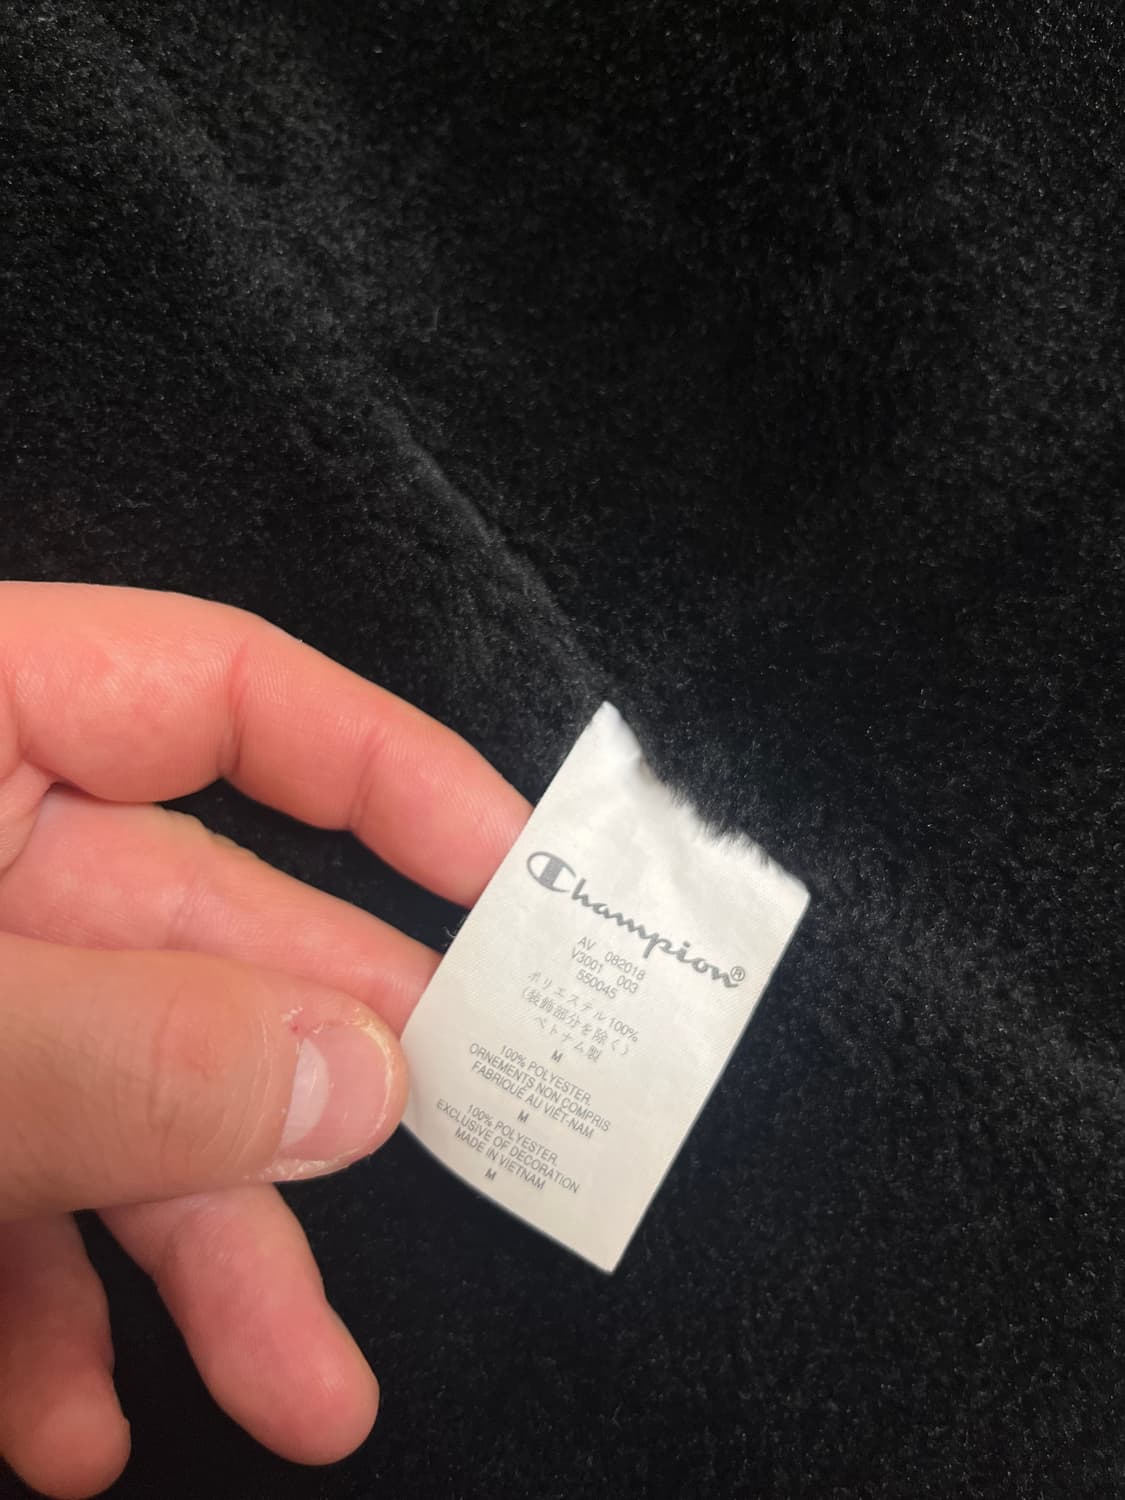 Champion®
AV 082018
V3001 003
550045
ポリエステル100%
(装飾部分を除く)
ベトナム製
M
100% POLYESTER
ORNEMENTS NON COMPRIS
FABRIQUÉ AU VIÊT-NAM
M
100% POLYESTER
EXCLUSIVE OF DECORATION
MADE IN VIETNAM
M